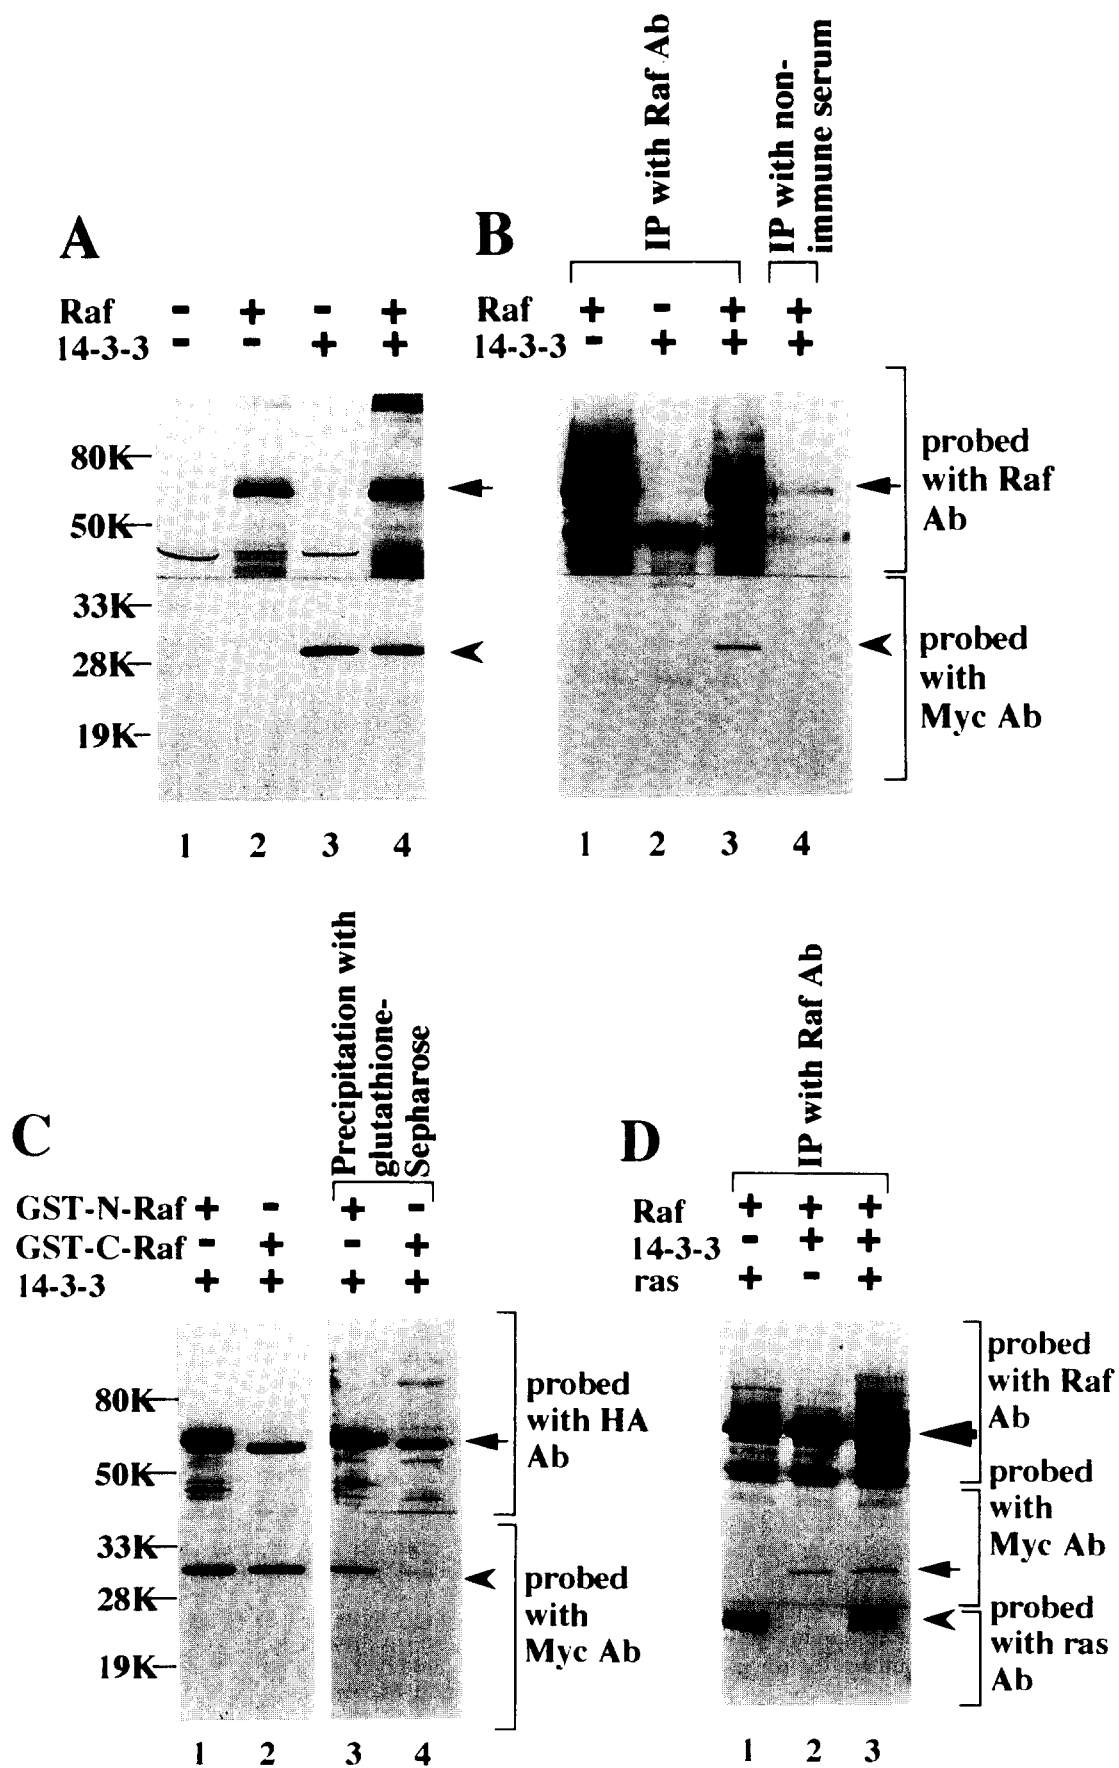 A
Raf - + - +
14-3-3 - - + +
80K
50K
33K
28K
19K
1 2 3 4
B
IP with Raf Ab
IP with non-
immune serum
Raf + - + +
14-3-3 - + + +
probed
with Raf
Ab
probed
with
Myc Ab
1 2 3 4
C
Precipitation with
glutathione-
Sepharose
GST-N-Raf + - + -
GST-C-Raf - + - +
14-3-3 + + + +
80K
50K
33K
28K
19K
probed
with HA
Ab
probed
with
Myc Ab
1 2 3 4
D
IP with Raf Ab
Raf + + +
14-3-3 - + +
ras + - +
probed
with Raf
Ab
probed
with
Myc Ab
probed
with ras
Ab
1 2 3